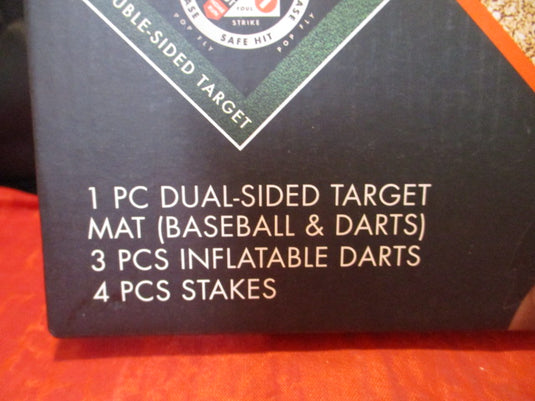 FOUL
STRIKE
SAFE HIT
POP FLY
POP FLY
DOUBLE-SIDED TARGET
1 PC DUAL-SIDED TARGET
MAT (BASEBALL & DARTS)
3 PCS INFLATABLE DARTS
4 PCS STAKES